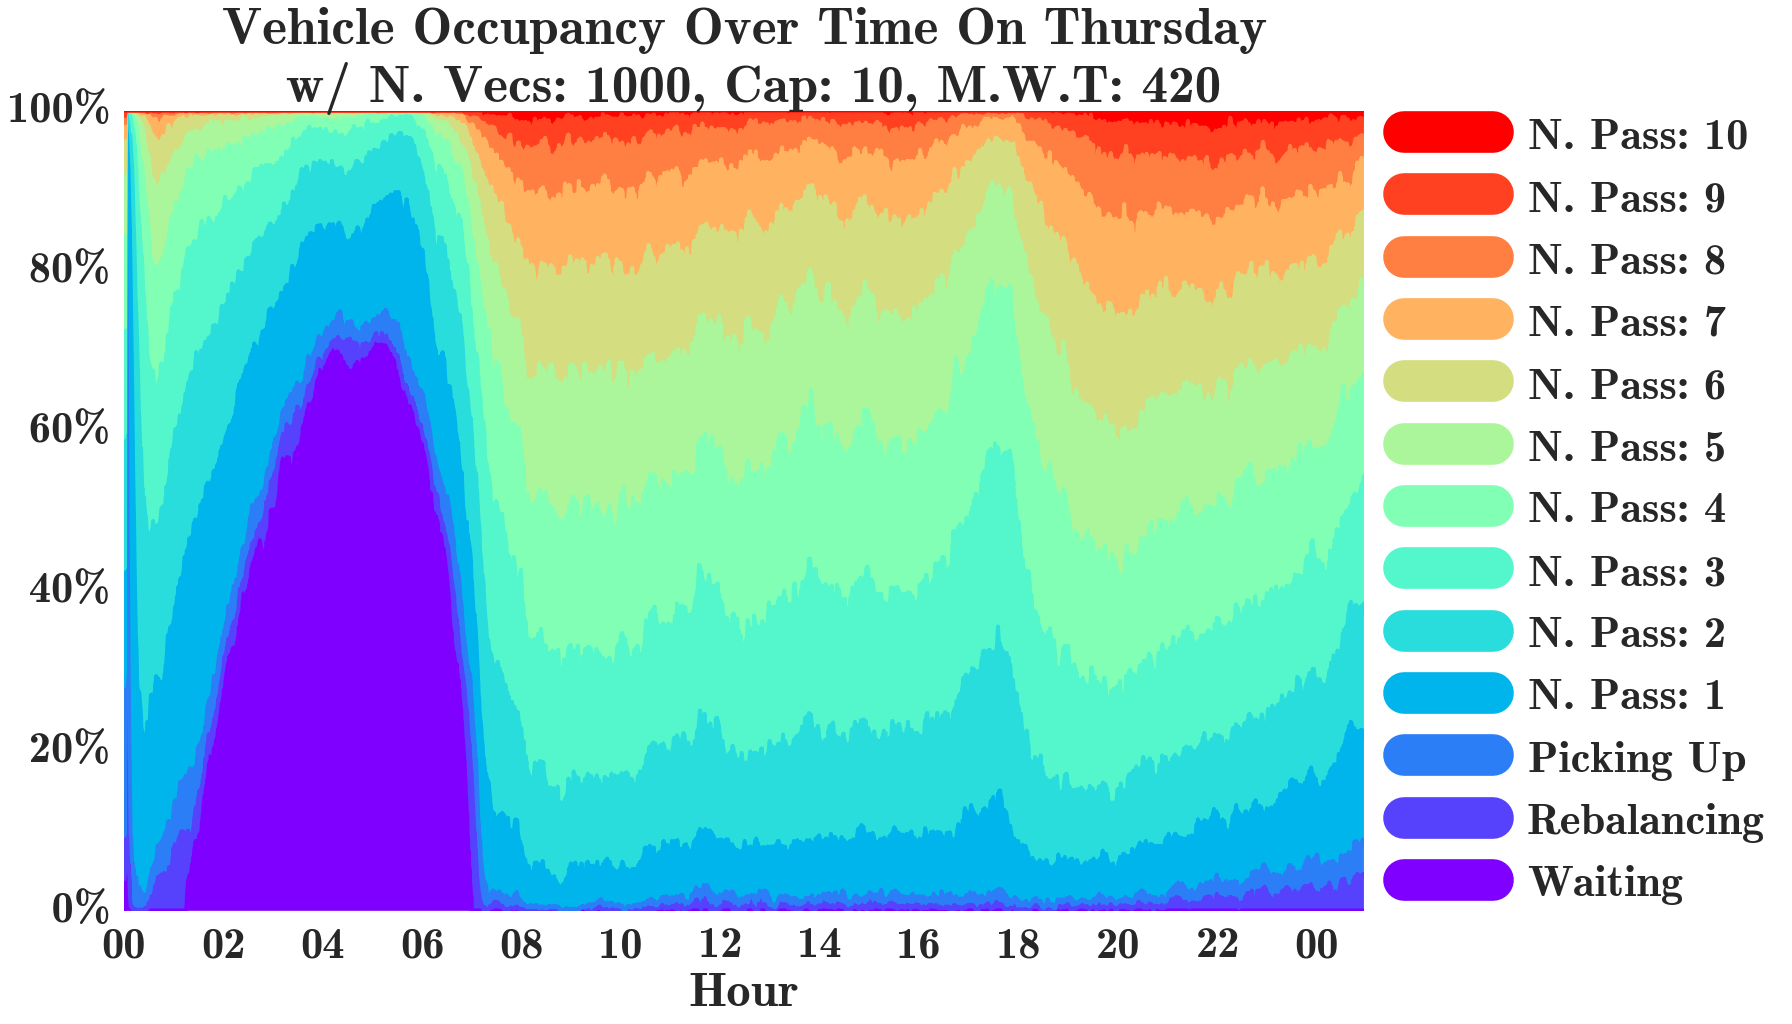 Vehicle Occupancy Over Time On Thursday
w/ N. Vecs: 1000, Cap: 10, M.W.T: 420
100%
80%
60%
40%
20%
0%
00 02 04 06 08 10 12 14 16 18 20 22 00
Hour
N. Pass: 10
N. Pass: 9
N. Pass: 8
N. Pass: 7
N. Pass: 6
N. Pass: 5
N. Pass: 4
N. Pass: 3
N. Pass: 2
N. Pass: 1
Picking Up
Rebalancing
Waiting